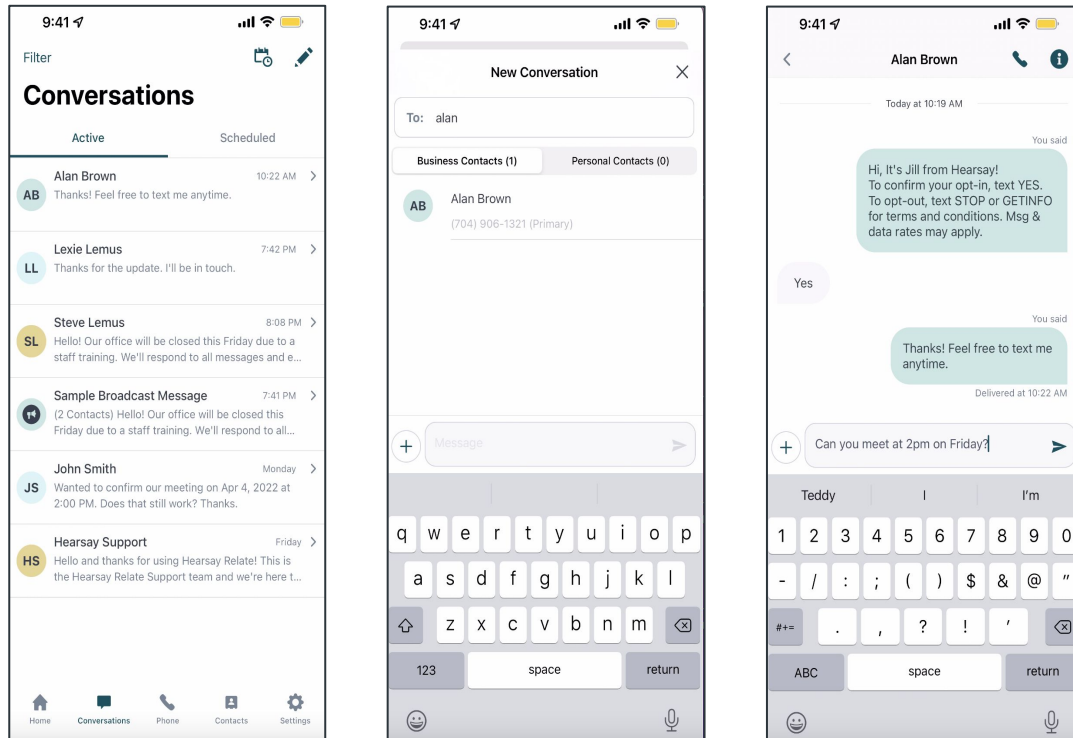 9:41
Filter
Conversations
Active Scheduled
AB
Alan Brown 10:22 AM
Thanks! Feel free to text me anytime.
LL
Lexie Lemus 7:42 PM
Thanks for the update. I'll be in touch.
SL
Steve Lemus 8:08 PM
Hello! Our office will be closed this Friday due to a
staff training. We'll respond to all messages and e...
Sample Broadcast Message 7:41 PM
(2 Contacts) Hello! Our office will be closed this
Friday due to a staff training. We'll respond to all...
JS
John Smith Monday
Wanted to confirm our meeting on Apr 4, 2022 at
2:00 PM. Does that still work? Thanks.
HS
Hearsay Support Friday
Hello and thanks for using Hearsay Relate! This is
the Hearsay Relate Support team and we're here t...
Home Conversations Phone Contacts Settings
9:41
New Conversation
To: alan
Business Contacts (1) Personal Contacts (0)
AB
Alan Brown
(704) 906-1321 (Primary)
+ Message
q w e r t y u i o p
a s d f g h j k l
z x c v b n m
123 space return
9:41
Alan Brown
Today at 10:19 AM
You said
Hi, It's Jill from Hearsay!
To confirm your opt-in, text YES.
To opt-out, text STOP or GETINFO
for terms and conditions. Msg &
data rates may apply.
Yes
You said
Thanks! Feel free to text me
anytime.
Delivered at 10:22 AM
+ Can you meet at 2pm on Friday?
Teddy I I'm
1 2 3 4 5 6 7 8 9 0
- / : ; ( ) $ & @ "
#+= . , ? ! '
ABC space return